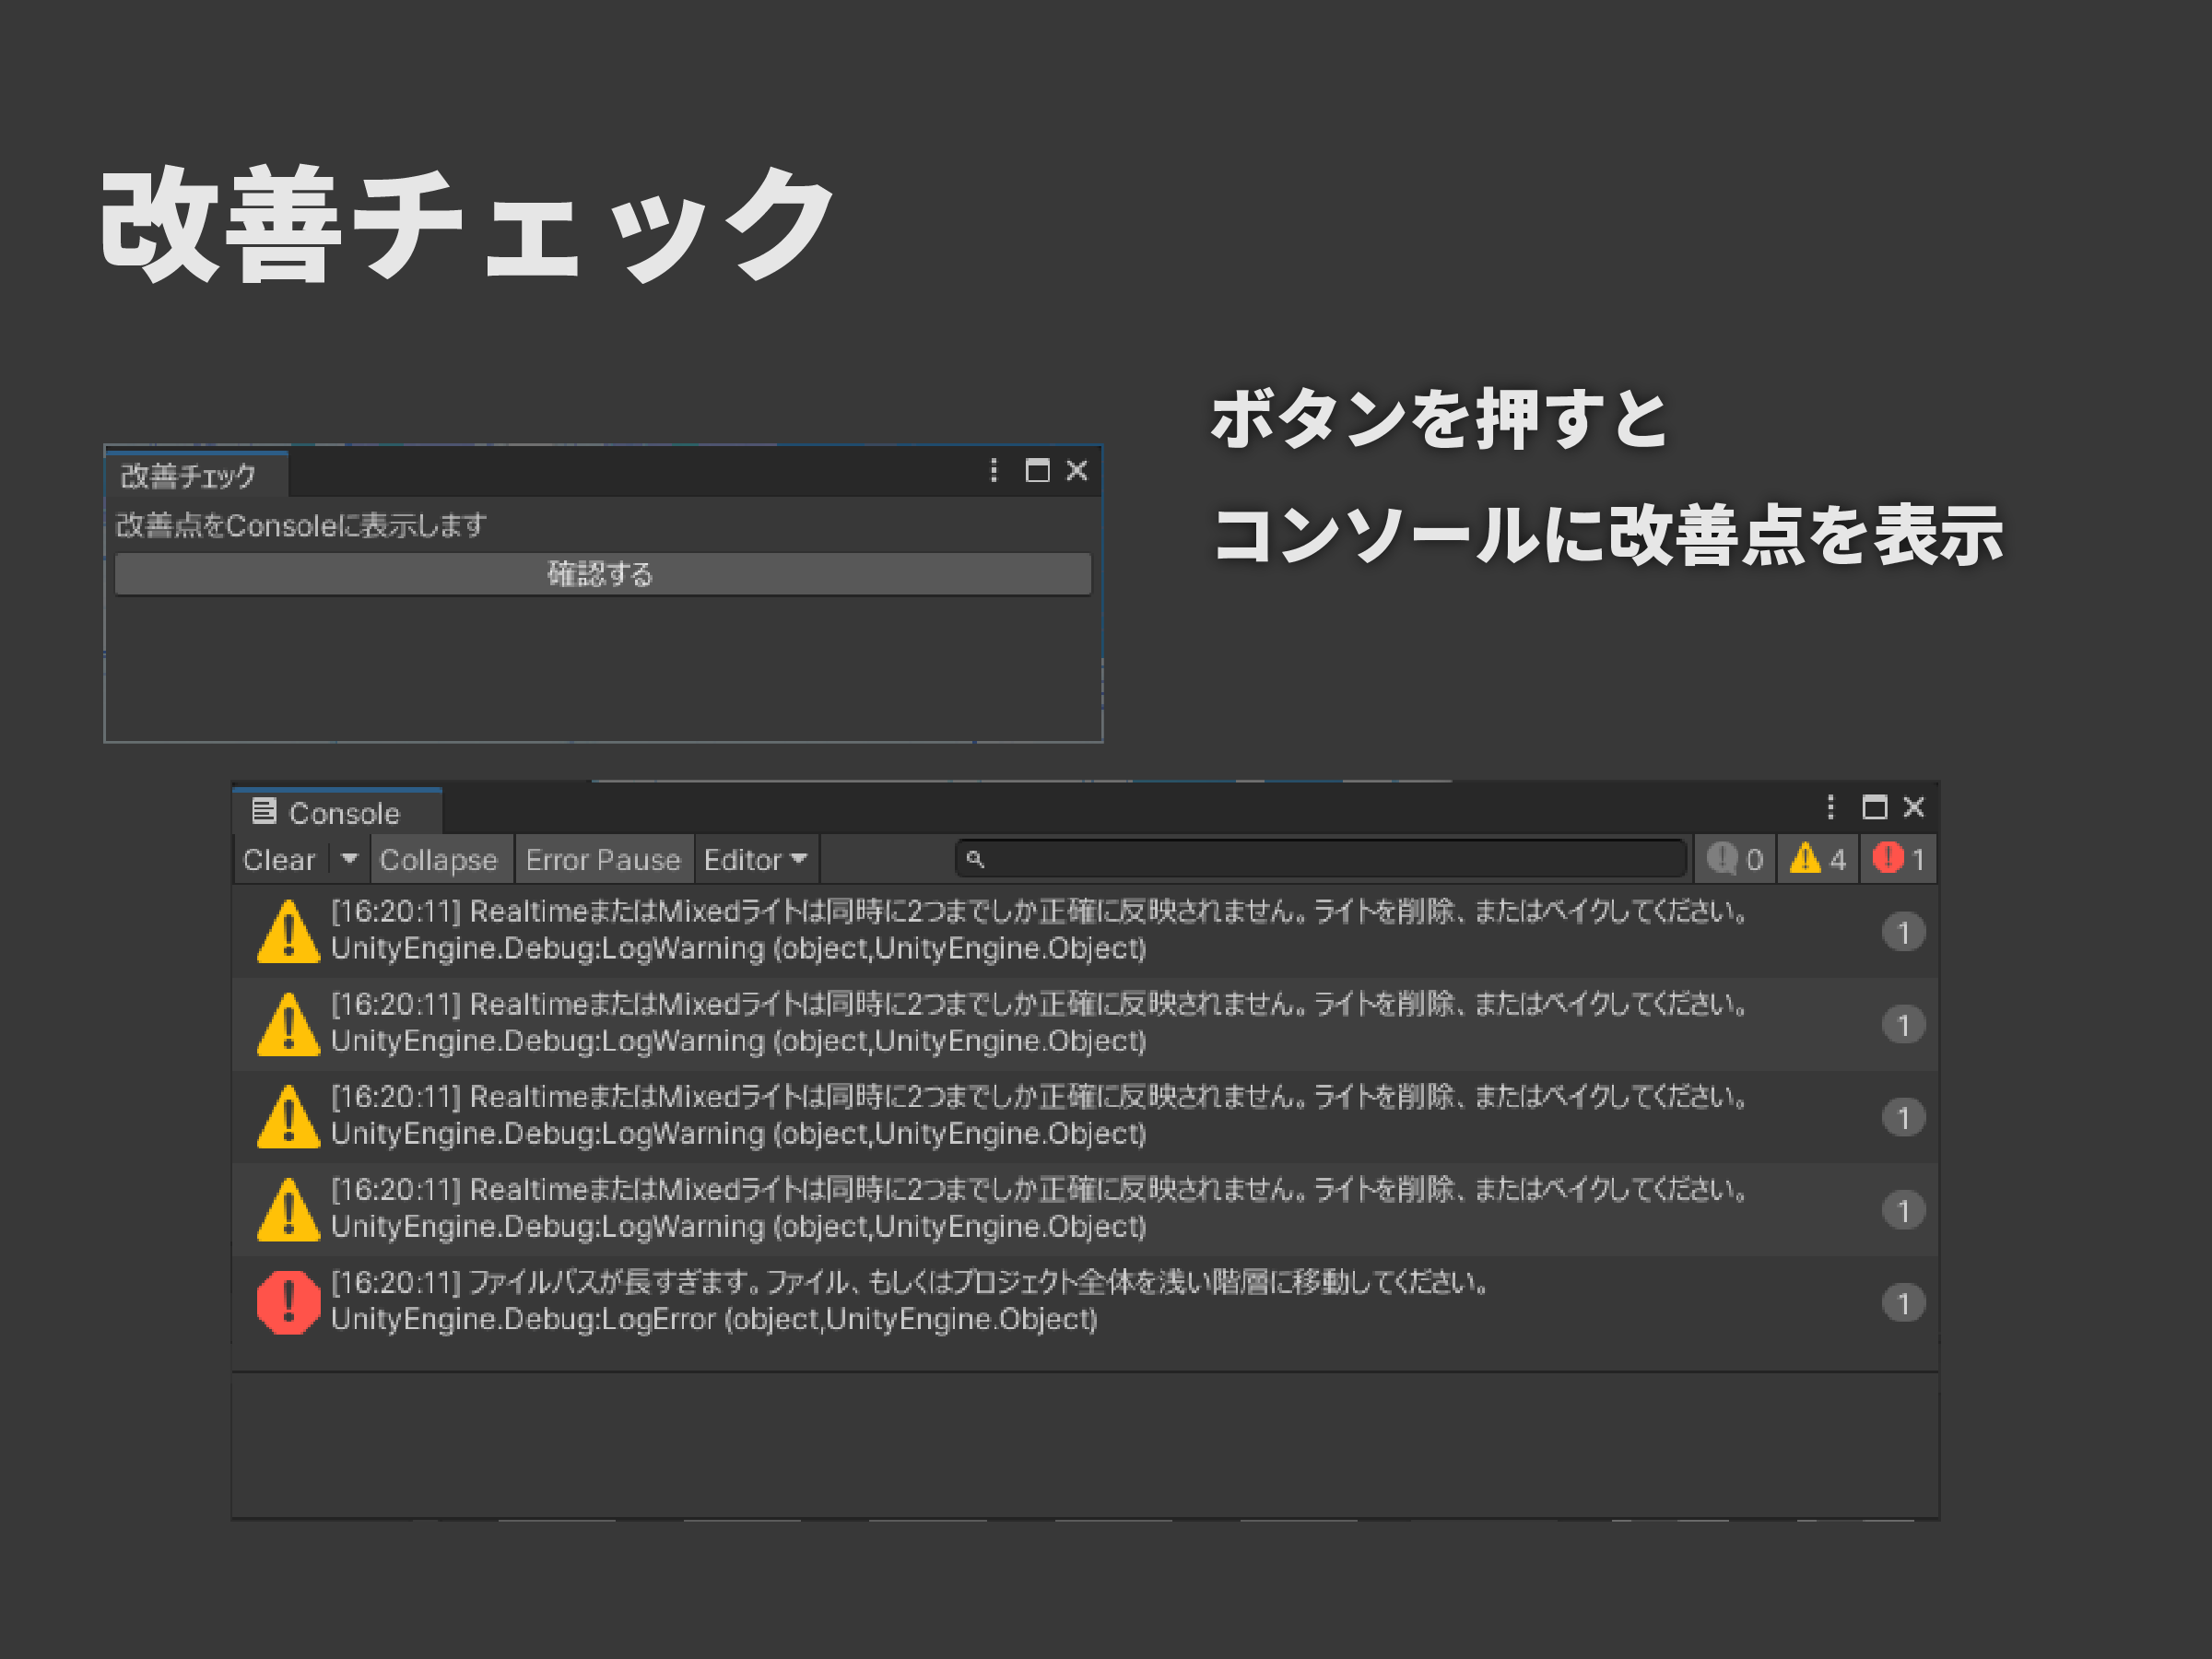 改善チェック
ボタンを押すと
コンソールに改善点を表示
改善チェック
改善点をConsoleに表示します
確認する
Console
Clear Collapse Error Pause Editor 0 4 1
[16:20:11] RealtimeまたはMixedライトは同時に2つまでしか正確に反映されません。ライトを削除、またはベイクしてください。
UnityEngine.Debug:LogWarning (object,UnityEngine.Object)
1
[16:20:11] RealtimeまたはMixedライトは同時に2つまでしか正確に反映されません。ライトを削除、またはベイクしてください。
UnityEngine.Debug:LogWarning (object,UnityEngine.Object)
1
[16:20:11] RealtimeまたはMixedライトは同時に2つまでしか正確に反映されません。ライトを削除、またはベイクしてください。
UnityEngine.Debug:LogWarning (object,UnityEngine.Object)
1
[16:20:11] RealtimeまたはMixedライトは同時に2つまでしか正確に反映されません。ライトを削除、またはベイクしてください。
UnityEngine.Debug:LogWarning (object,UnityEngine.Object)
1
[16:20:11] ファイルパスが長すぎます。ファイル、もしくはプロジェクト全体を浅い階層に移動してください。
UnityEngine.Debug:LogError (object,UnityEngine.Object)
1